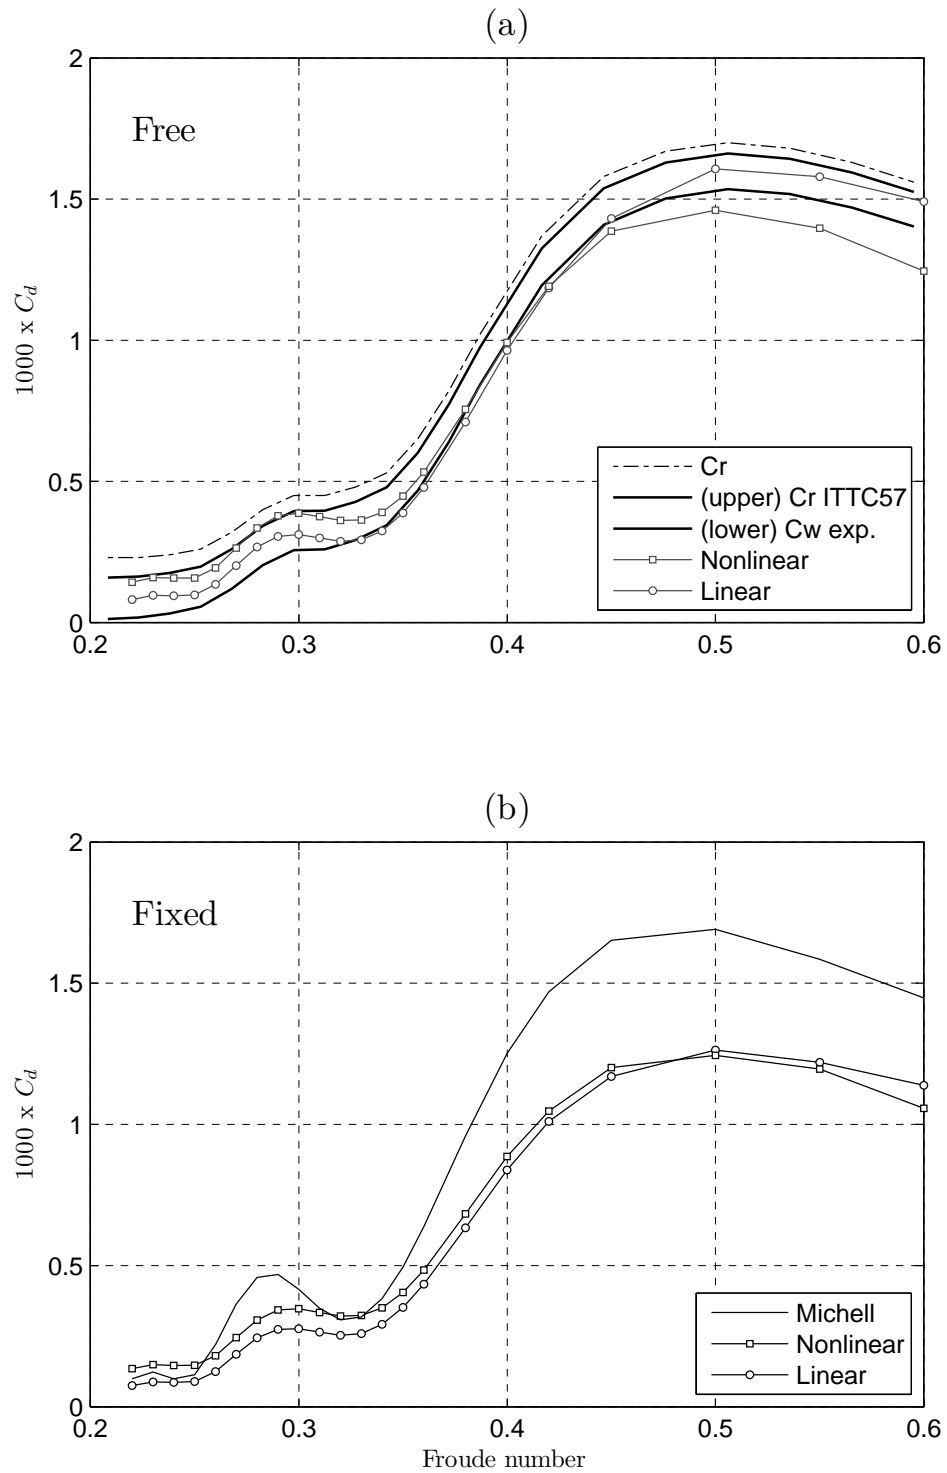 (a)
2
Free
1.5
1000 x C_d
1
0.5
0
Cr
(upper) Cr ITTC57
(lower) Cw exp.
Nonlinear
Linear
0.2 0.3 0.4 0.5 0.6
(b)
2
Fixed
1.5
1000 x C_d
1
0.5
0
Michell
Nonlinear
Linear
0.2 0.3 0.4 0.5 0.6
Froude number